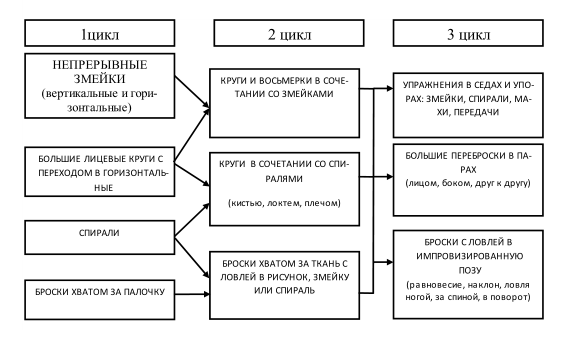 1цикл
2 цикл
3 цикл
НЕПРЕРЫВНЫЕ
ЗМЕЙКИ
(вертикальные и гори-
зонтальные)
БОЛЬШИЕ ЛИЦЕВЫЕ КРУГИ С
ПЕРЕХОДОМ В ГОРИЗОНТАЛЬ-
НЫЕ
СПИРАЛИ
БРОСКИ ХВАТОМ ЗА ПАЛОЧКУ
КРУГИ И ВОСЬМЕРКИ В СОЧЕ-
ТАНИИ СО ЗМЕЙКАМИ
КРУГИ В СОЧЕТАНИИ СО СПИ-
РАЛЯМИ
(кистью, локтем, плечом)
БРОСКИ ХВАТОМ ЗА ТКАНЬ С
ЛОВЛЕЙ В РИСУНОК, ЗМЕЙКУ
ИЛИ СПИРАЛЬ
УПРАЖНЕНИЯ В СЕДАХ И УПО-
РАХ: ЗМЕЙКИ, СПИРАЛИ, МА-
ХИ, ПЕРЕДАЧИ
БОЛЬШИЕ ПЕРЕБРОСКИ В ПА-
РАХ
(лицом, боком, друг к другу)
БРОСКИ С ЛОВЛЕЙ В
ИМПРОВИЗИРОВАННУЮ
ПОЗУ
(равновесие, наклон, ловля
ногой, за спиной, в поворот)